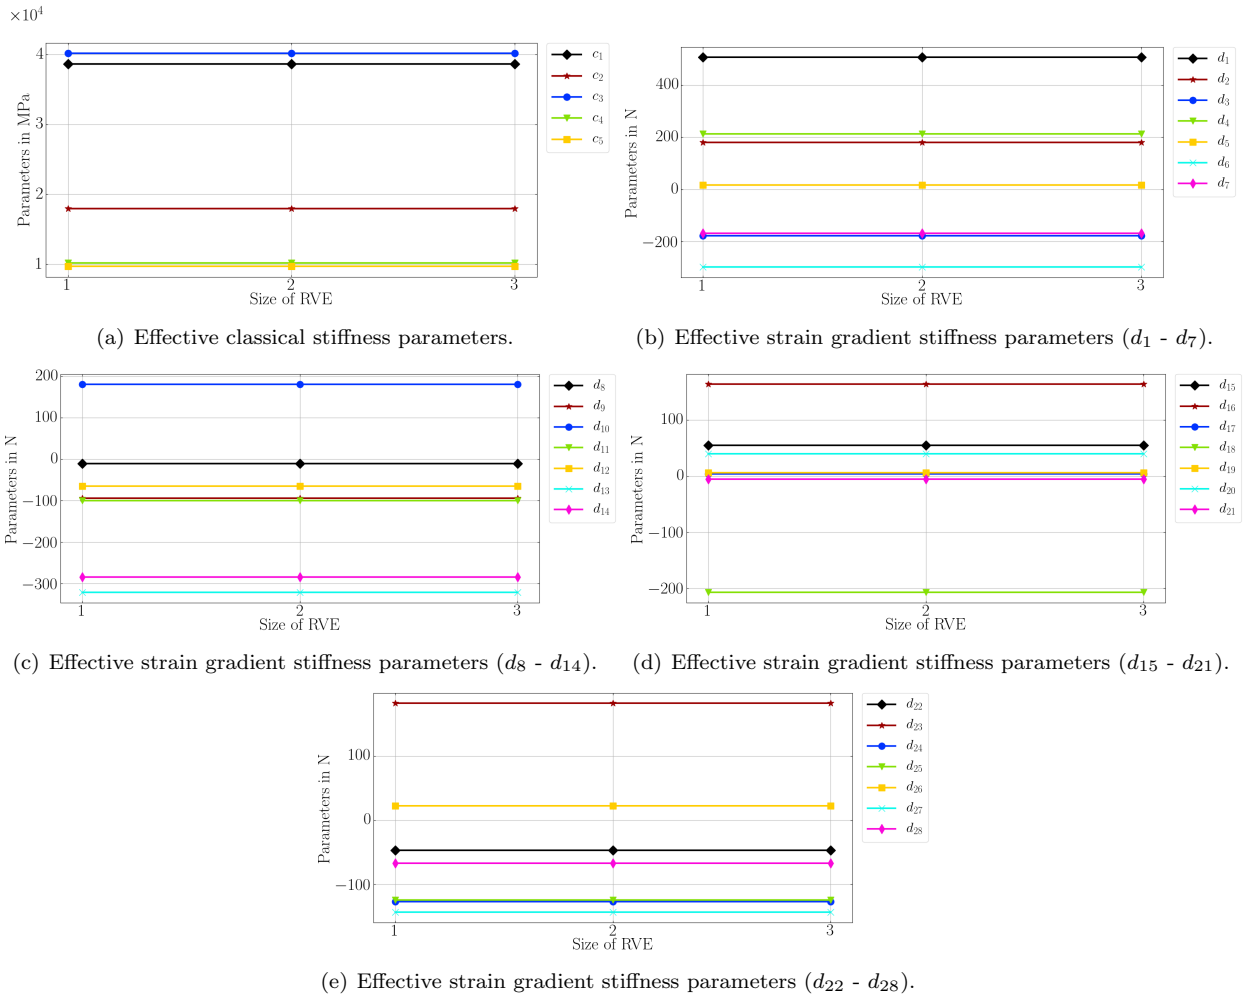 ×10⁴
4
3
2
1
Parameters in MPa
1 2 3
Size of RVE
c₁
c₂
c₃
c₄
c₅
(a) Effective classical stiffness parameters.
400
200
0
−200
Parameters in N
1 2 3
Size of RVE
d₁
d₂
d₃
d₄
d₅
d₆
d₇
(b) Effective strain gradient stiffness parameters (d₁ - d₇).
200
100
0
−100
−200
−300
Parameters in N
1 2 3
Size of RVE
d₈
d₉
d₁₀
d₁₁
d₁₂
d₁₃
d₁₄
(c) Effective strain gradient stiffness parameters (d₈ - d₁₄).
100
0
−100
−200
Parameters in N
1 2 3
Size of RVE
d₁₅
d₁₆
d₁₇
d₁₈
d₁₉
d₂₀
d₂₁
(d) Effective strain gradient stiffness parameters (d₁₅ - d₂₁).
100
0
−100
Parameters in N
1 2 3
Size of RVE
d₂₂
d₂₃
d₂₄
d₂₅
d₂₆
d₂₇
d₂₈
(e) Effective strain gradient stiffness parameters (d₂₂ - d₂₈).